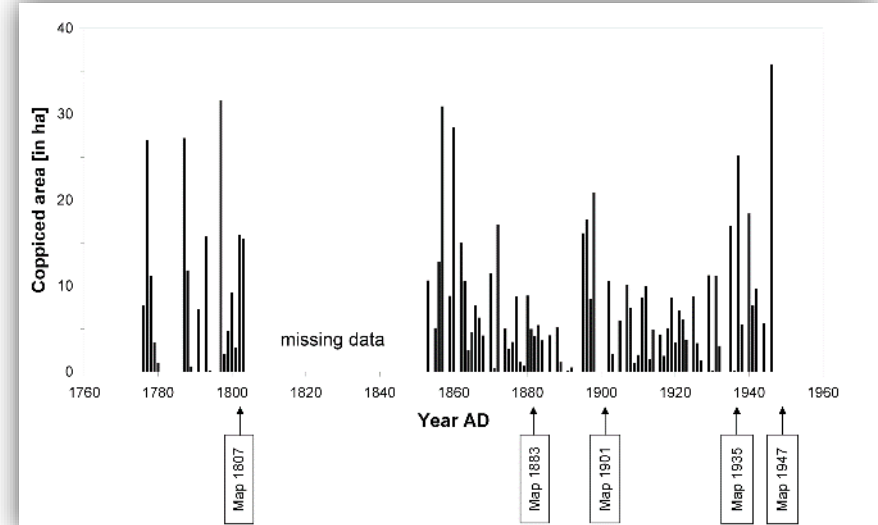 40
30
20
10
0
Coppiced area [in ha]
missing data
1760 1780 1800 1820 1840 1860 1880 1900 1920 1940 1960
Year AD
Map 1807
Map 1883
Map 1901
Map 1935
Map 1947